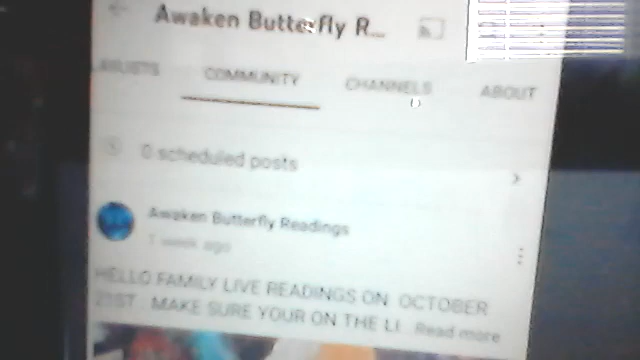 Awaken Butterfly R...
COMMUNITY CHANNELS ABOUT
0 scheduled posts
Awaken Butterfly Readings
1 week ago
HELLO FAMILY LIVE READINGS ON OCTOBER
21ST . MAKE SURE YOUR ON THE LI.. Read more